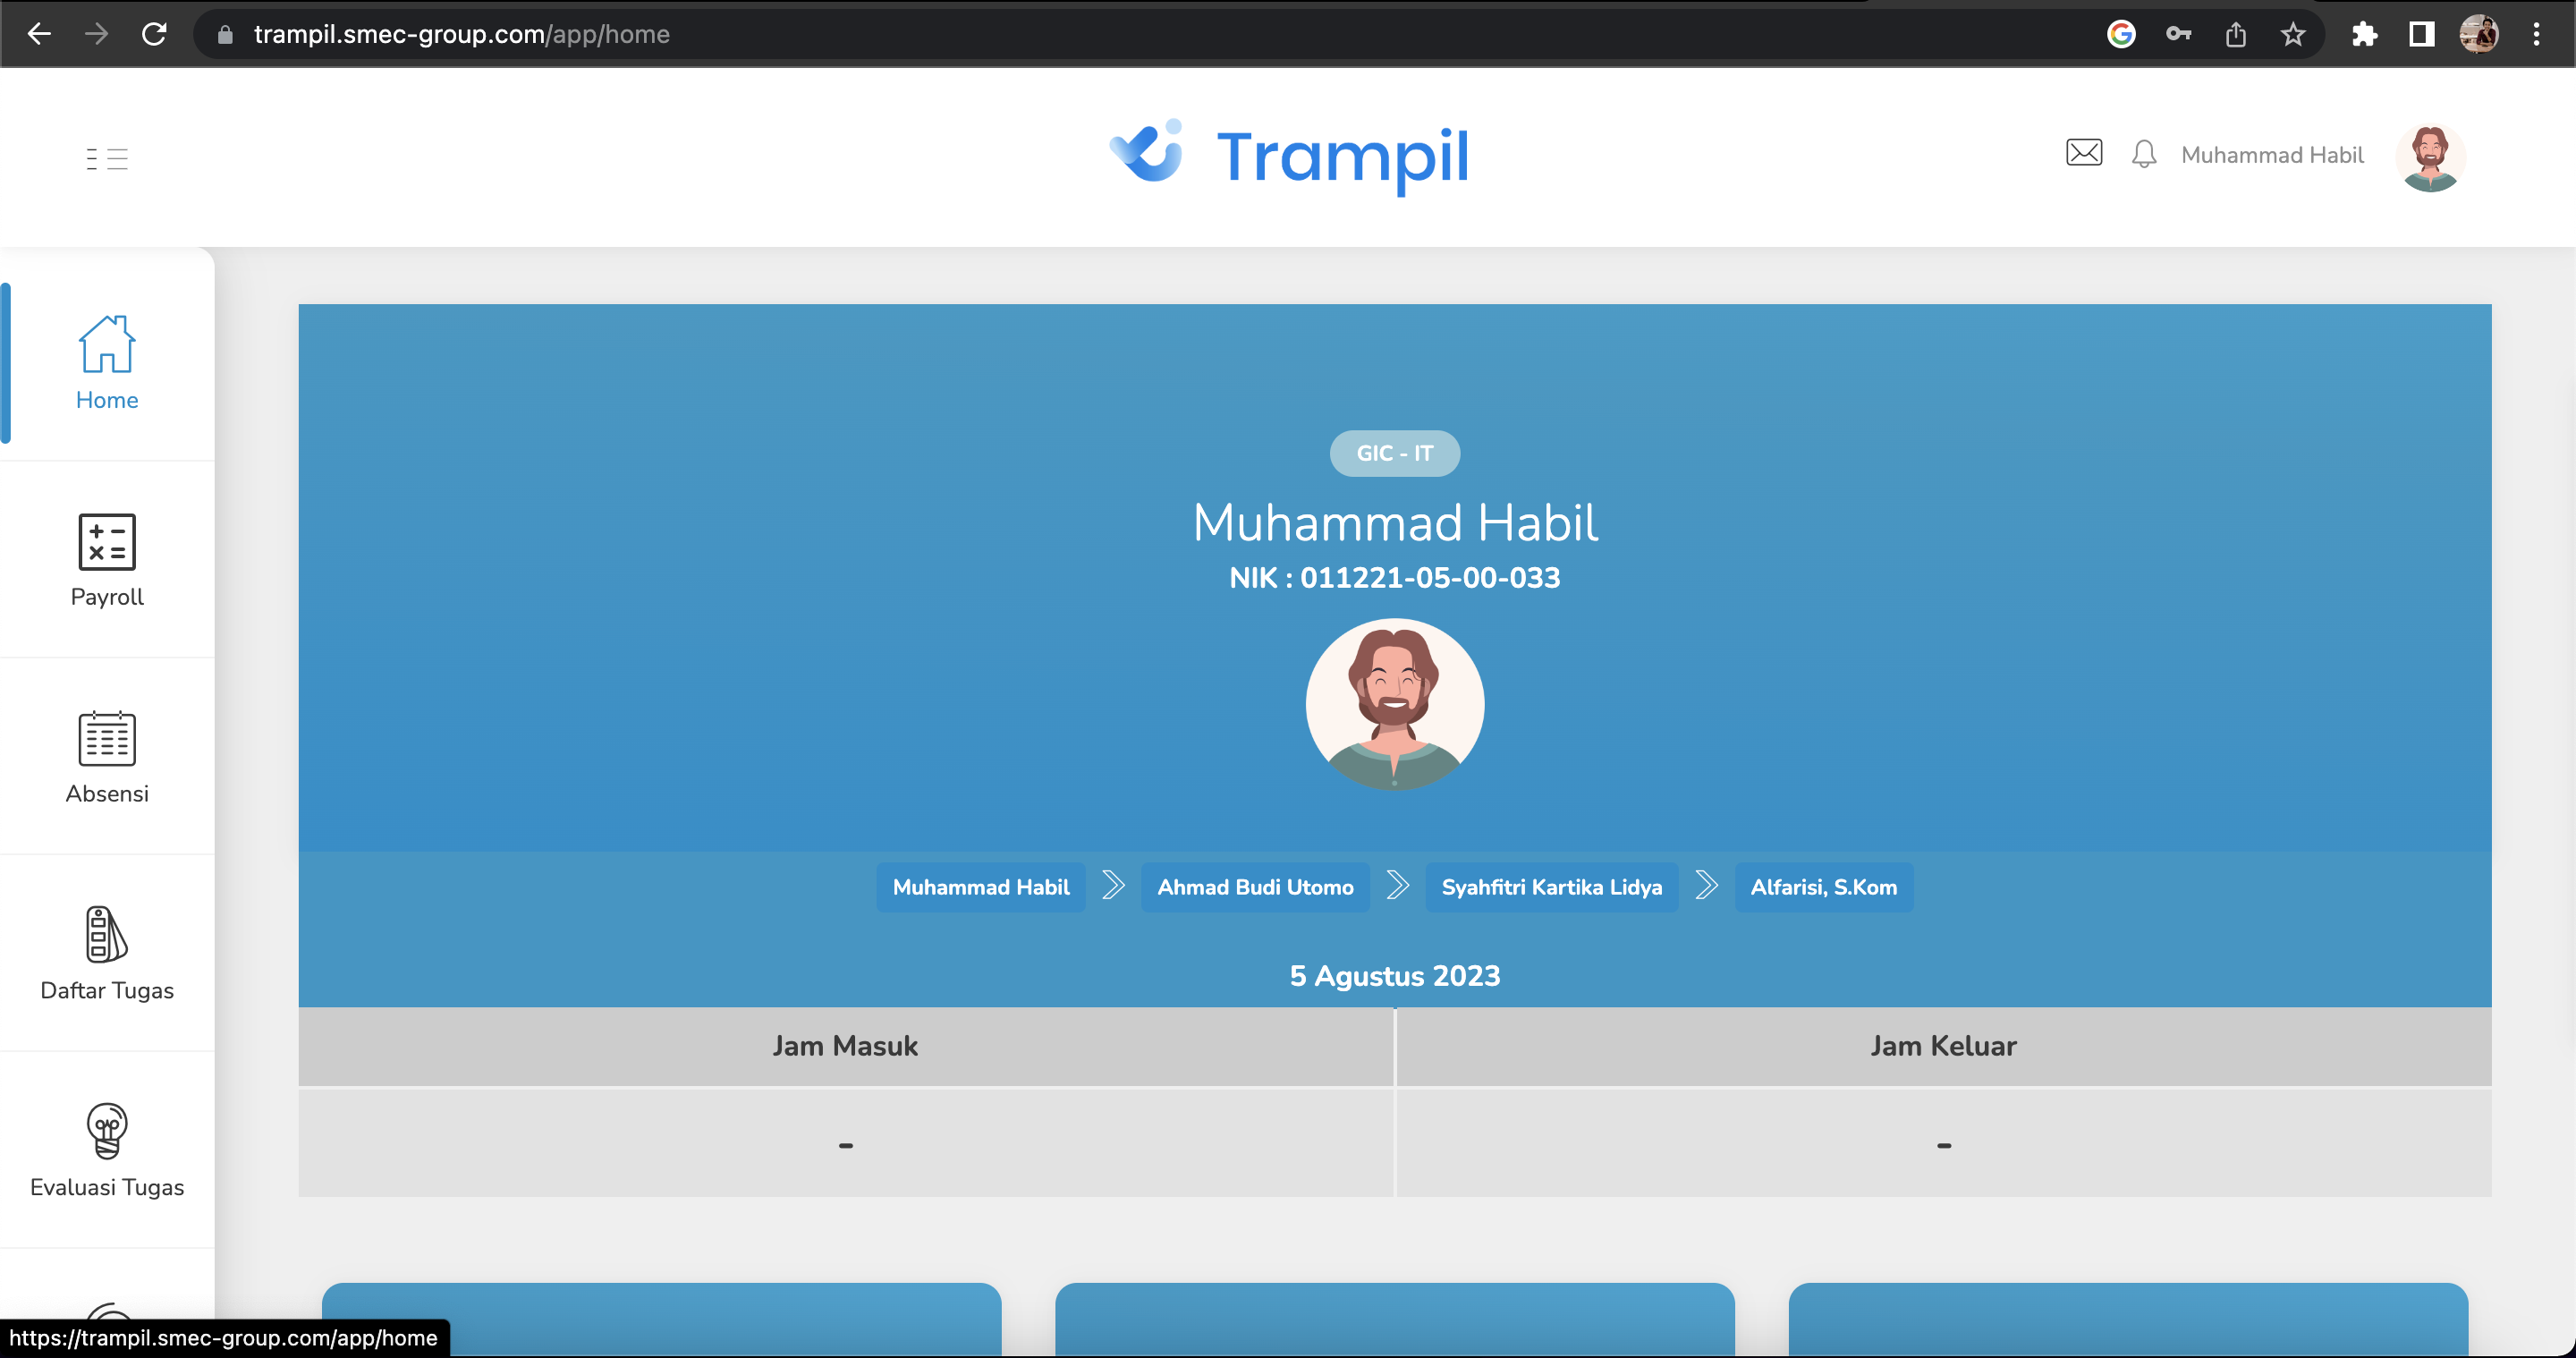 trampil.smec-group.com/app/home
Trampil
Muhammad Habil
Home
Payroll
Absensi
Daftar Tugas
Evaluasi Tugas
GIC - IT
Muhammad Habil
NIK : 011221-05-00-033
Muhammad Habil
Ahmad Budi Utomo
Syahfitri Kartika Lidya
Alfarisi, S.Kom
5 Agustus 2023
Jam Masuk
Jam Keluar
-
-
https://trampil.smec-group.com/app/home